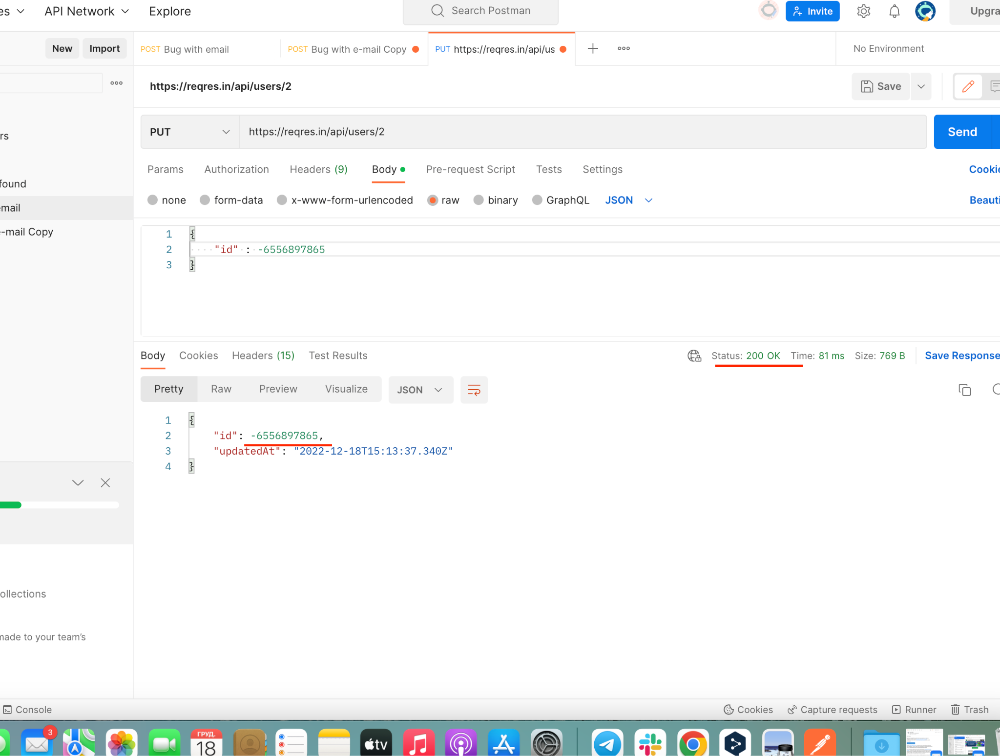 es API Network Explore Search Postman Invite Upgra
New Import POST Bug with email POST Bug with e-mail Copy PUT https://reqres.in/api/us No Environment
https://reqres.in/api/users/2 Save
PUT https://reqres.in/api/users/2 Send
rs
Params Authorization Headers (9) Body Pre-request Script Tests Settings Cookie
found
none form-data x-www-form-urlencoded raw binary GraphQL JSON Beauti
email
e-mail Copy
1 {
2 "id" : -6556897865
3 }
Body Cookies Headers (15) Test Results Status: 200 OK Time: 81 ms Size: 769 B Save Response
Pretty Raw Preview Visualize JSON
1 {
2 "id": -6556897865,
3 "updatedAt": "2022-12-18T15:13:37.340Z"
4 }
ollections
made to your team's
Console Cookies Capture requests Runner Trash
3
ГРУД.
18
tv